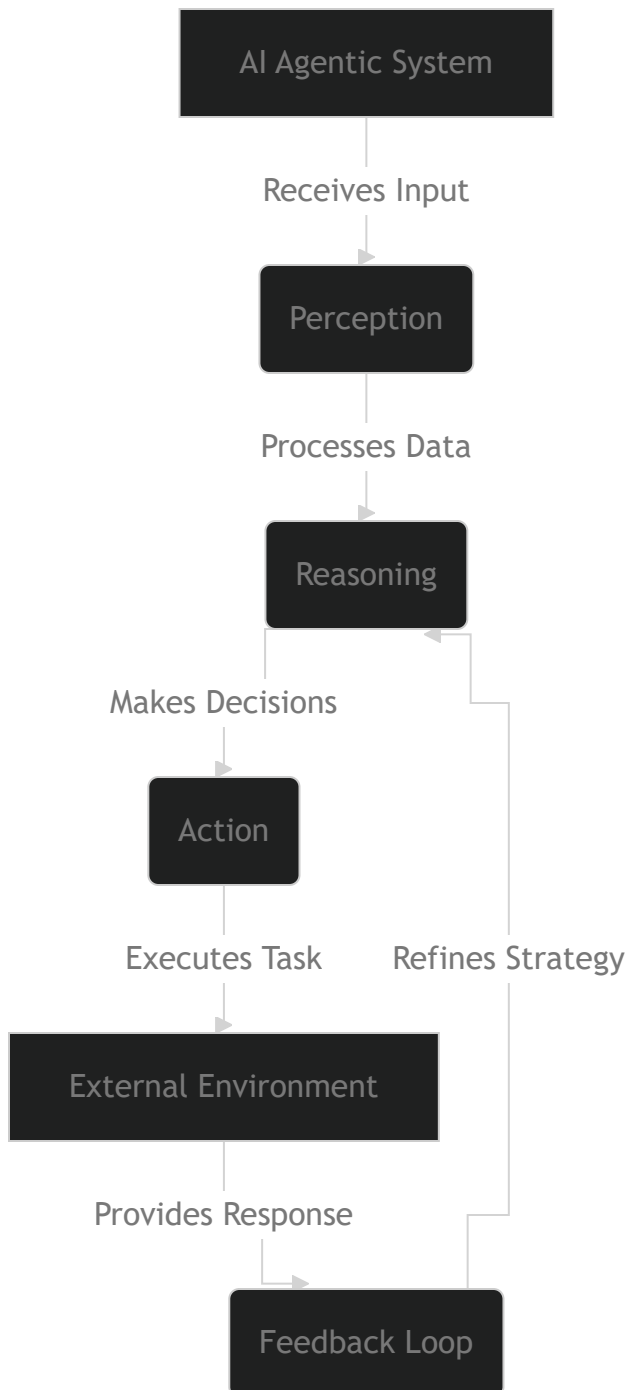 AI Agentic System
Receives Input
Perception
Processes Data
Reasoning
Makes Decisions
Action
Executes Task
Refines Strategy
External Environment
Provides Response
Feedback Loop